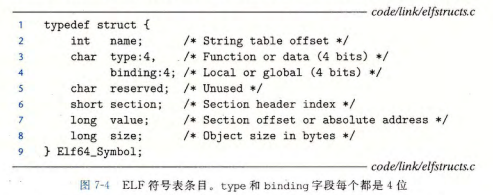 code/link/elfstructs.c
1 typedef struct {
2 int name; /* String table offset */
3 char type:4, /* Function or data (4 bits) */
4 binding:4; /* Local or global (4 bits) */
5 char reserved; /* Unused */
6 short section; /* Section header index */
7 long value; /* Section offset or absolute address */
8 long size; /* Object size in bytes */
9 } Elf64_Symbol;
code/link/elfstructs.c
图 7-4 ELF 符号表条目。type 和 binding 字段每个都是 4 位